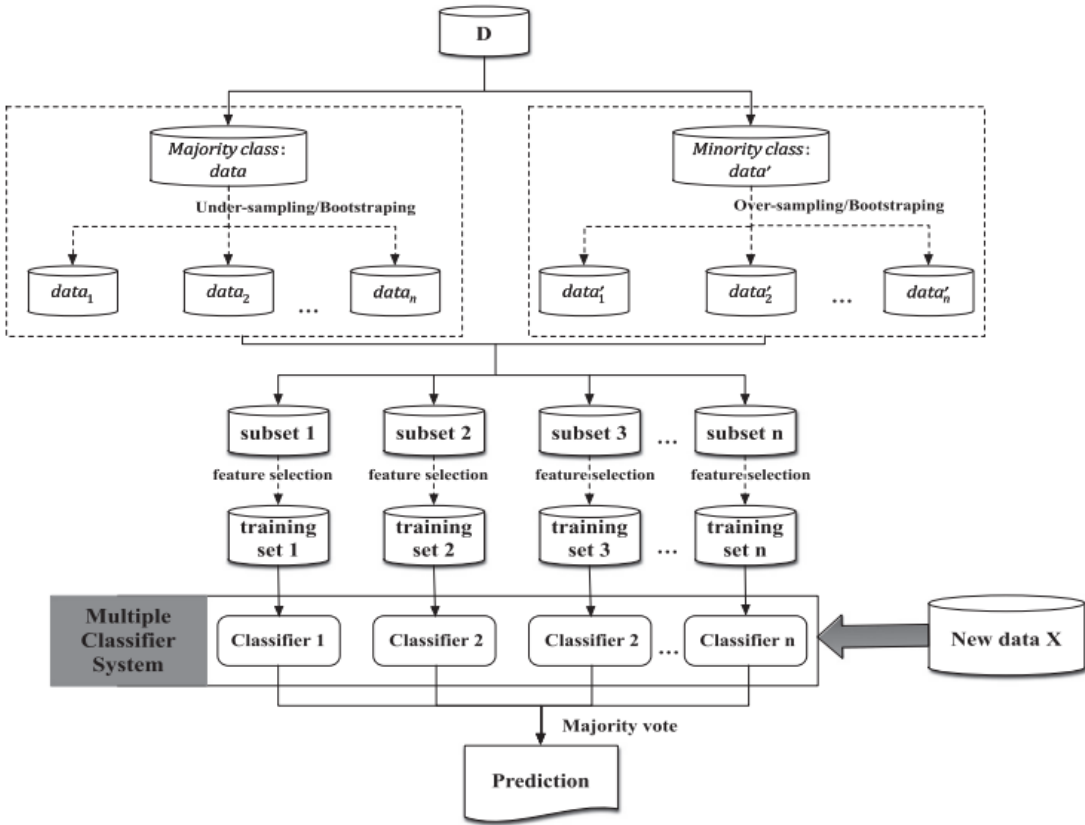 D
Majority class:
data
Minority class:
data′
Under-sampling/Bootstraping
Over-sampling/Bootstraping
data₁
data₂
...
dataₙ
data′₁
data′₂
...
data′ₙ
subset 1
subset 2
subset 3
...
subset n
feature selection
feature selection
feature selection
feature selection
training
set 1
training
set 2
training
set 3
...
training
set n
Multiple
Classifier
System
Classifier 1
Classifier 2
Classifier 2
...
Classifier n
New data X
Majority vote
Prediction